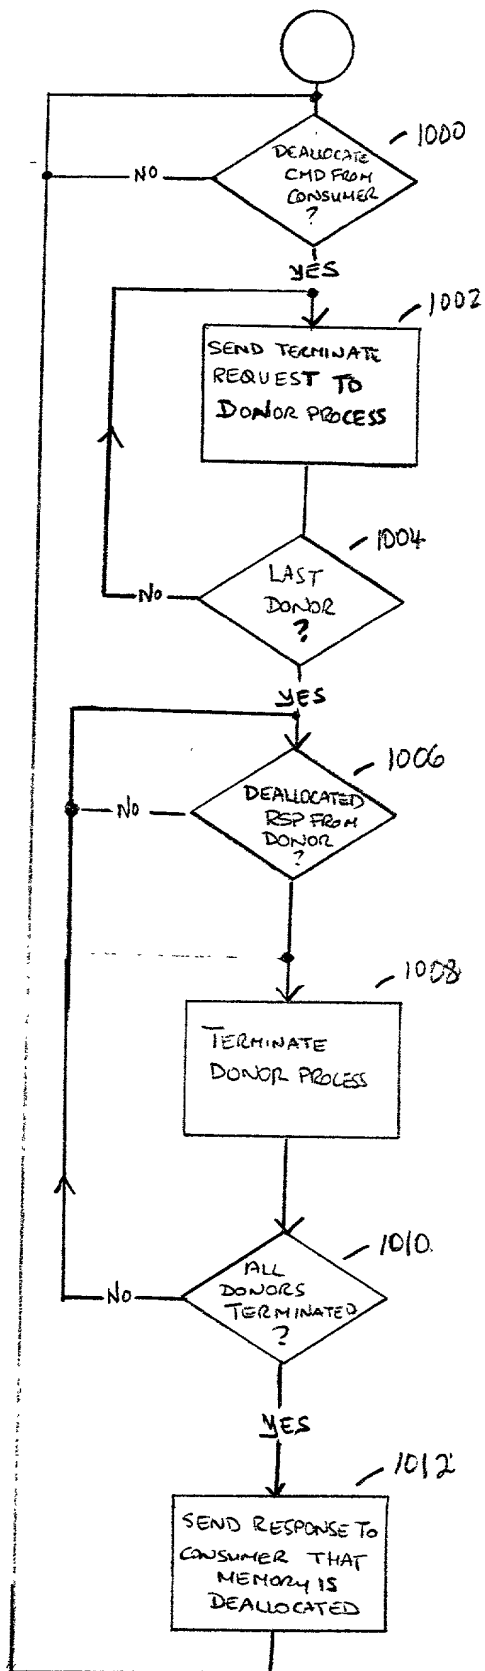 1000
DEALLOCATE
CMD FROM
CONSUMER
?
NO
YES
1002
SEND TERMINATE
REQUEST TO
DONOR PROCESS
1004
LAST
DONOR
?
NO
YES
1006
DEALLOCATED
RSP FROM
DONOR
?
NO
1008
TERMINATE
DONOR PROCESS
1010.
ALL
DONORS
TERMINATED
?
NO
YES
1012
SEND RESPONSE TO
CONSUMER THAT
MEMORY IS
DEALLOCATED